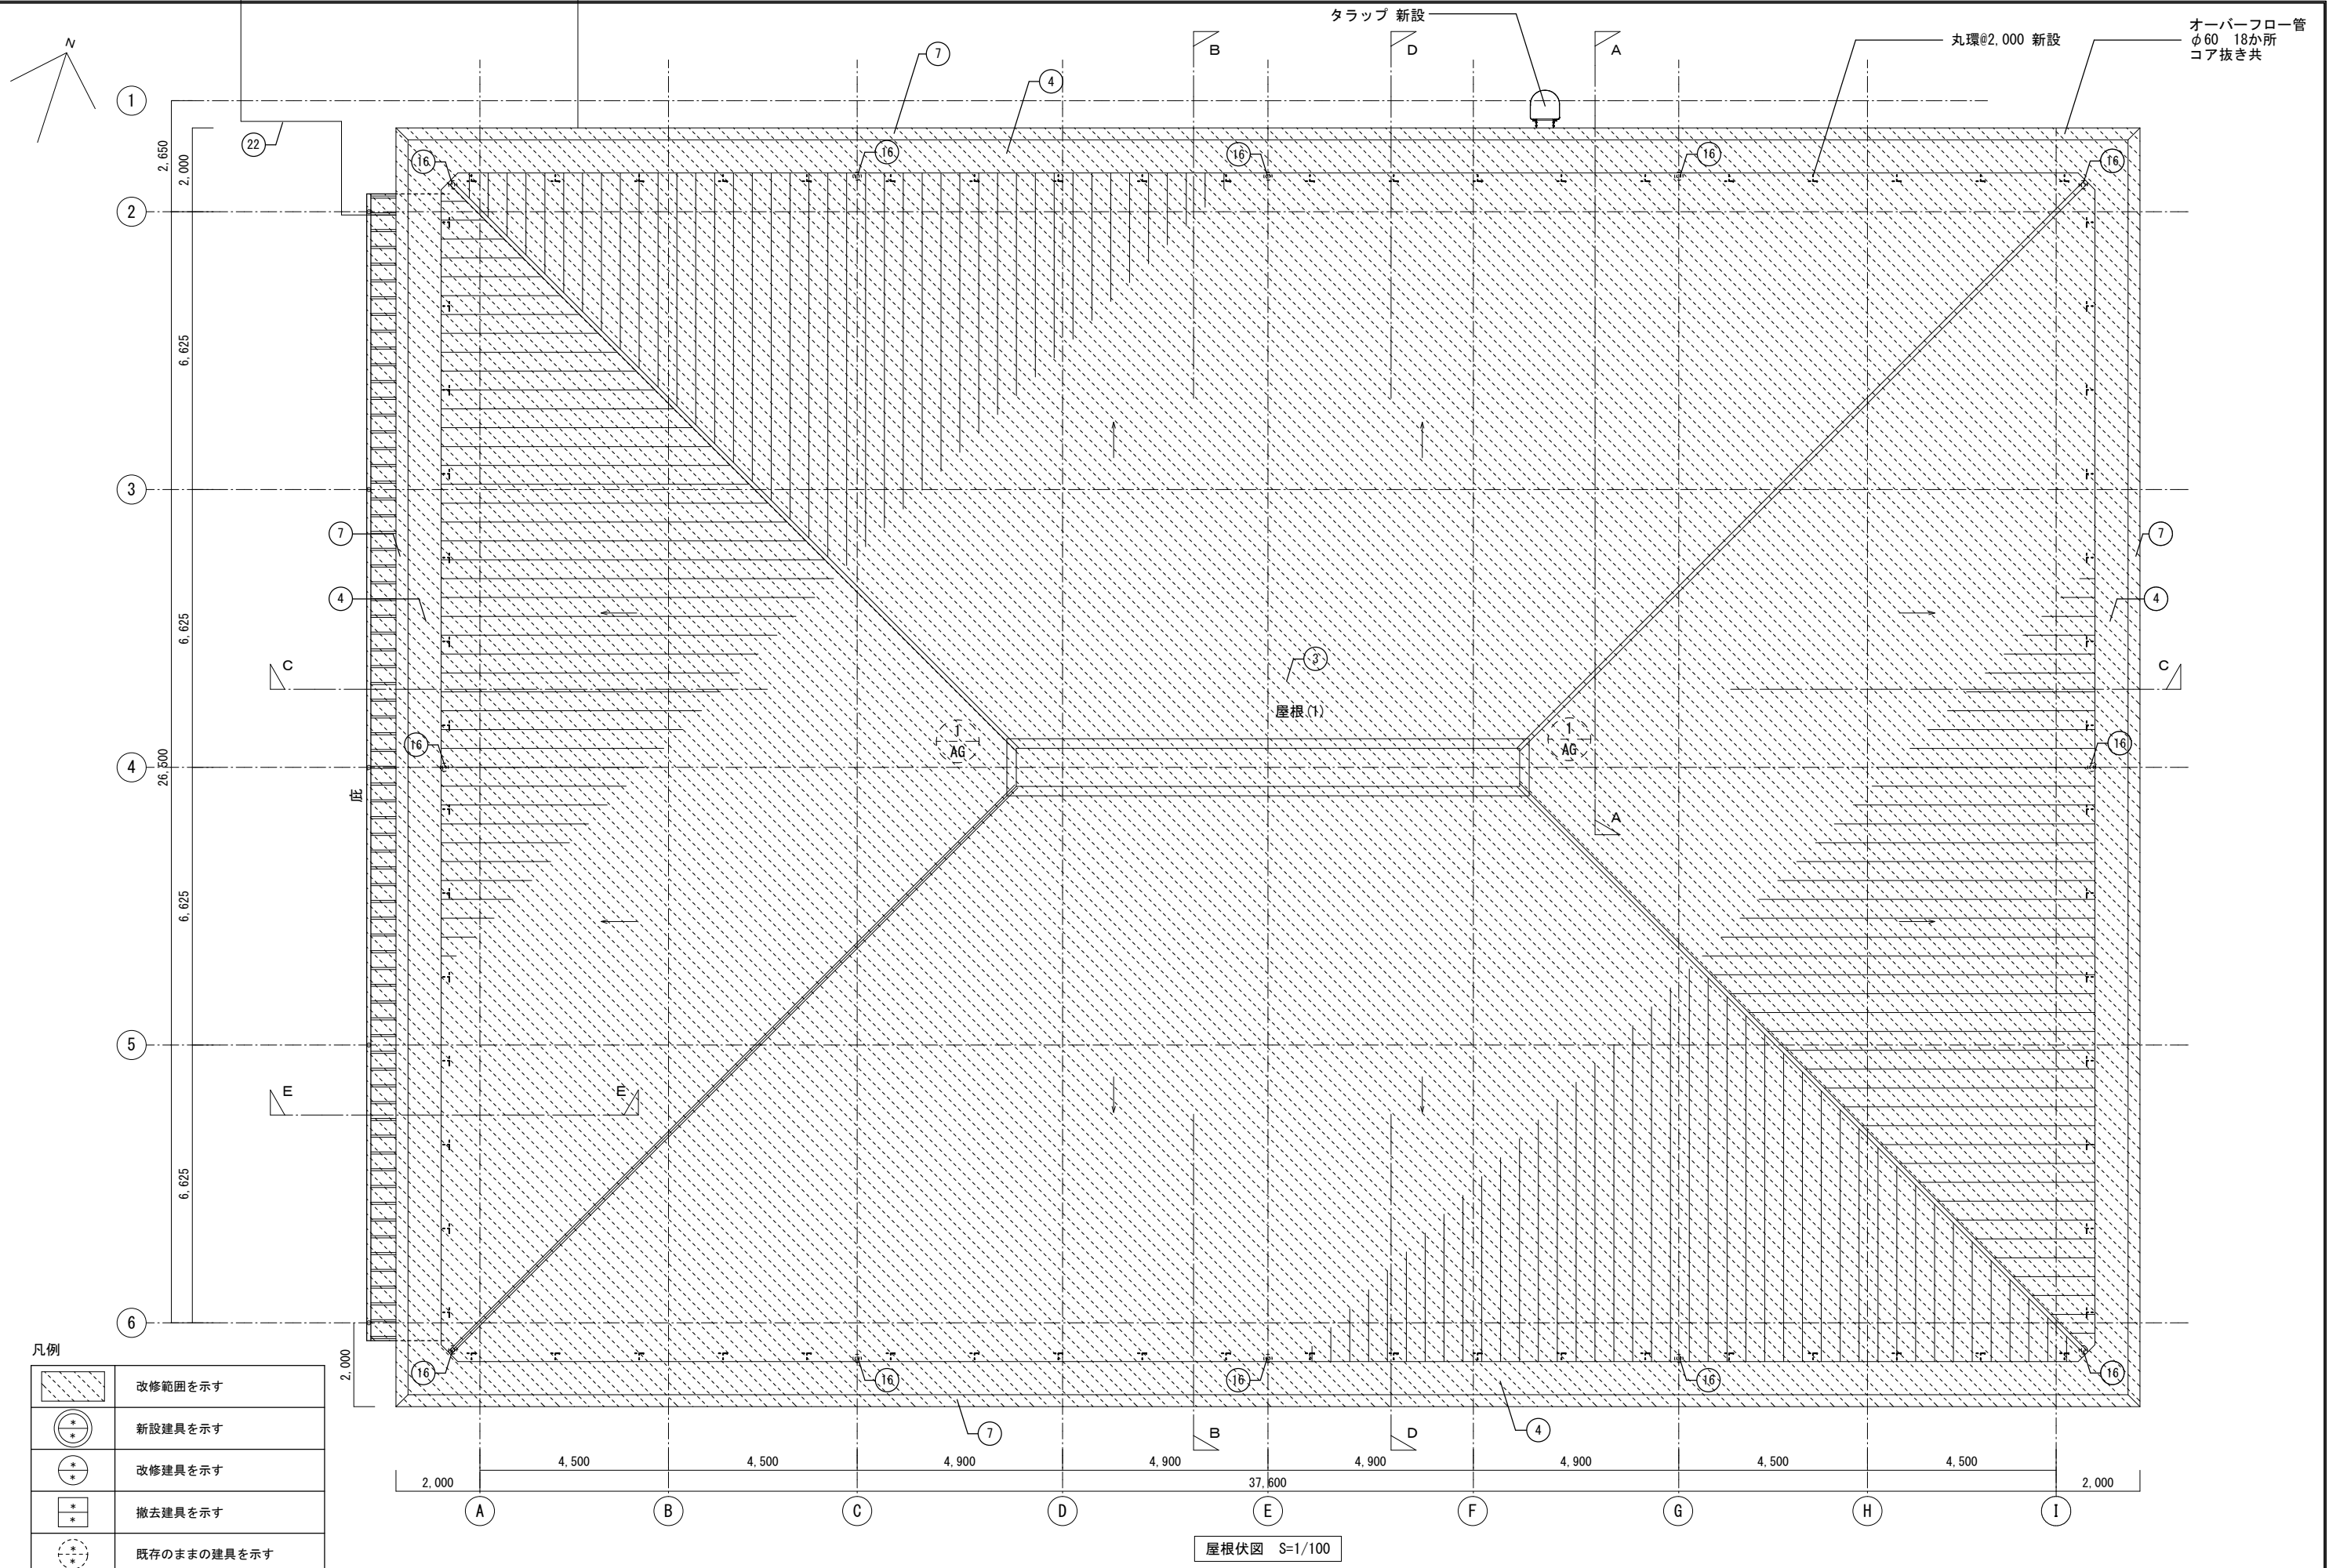 タラップ 新設
丸環@2,000 新設
オーバーフロー管
φ60 18か所
コア抜き共
N
B
D
A
7
4
1
22
2,650
2,000
16
16
16
16
16
2
6,625
3
7
7
4
4
6,625
C
C
3
屋根(1)
1
AG
1
AG
16
16
4
26,500
庇
A
6,625
5
E
E
6,625
6
2,000
16
16
16
16
16
7
4
B
D
凡例
改修範囲を示す
*
*
新設建具を示す
*
*
改修建具を示す
*
*
撤去建具を示す
*
*
既存のままの建具を示す
4,500
4,500
4,900
4,900
4,900
4,900
4,500
4,500
2,000
37,600
2,000
A
B
C
D
E
F
G
H
I
屋根伏図 S=1/100